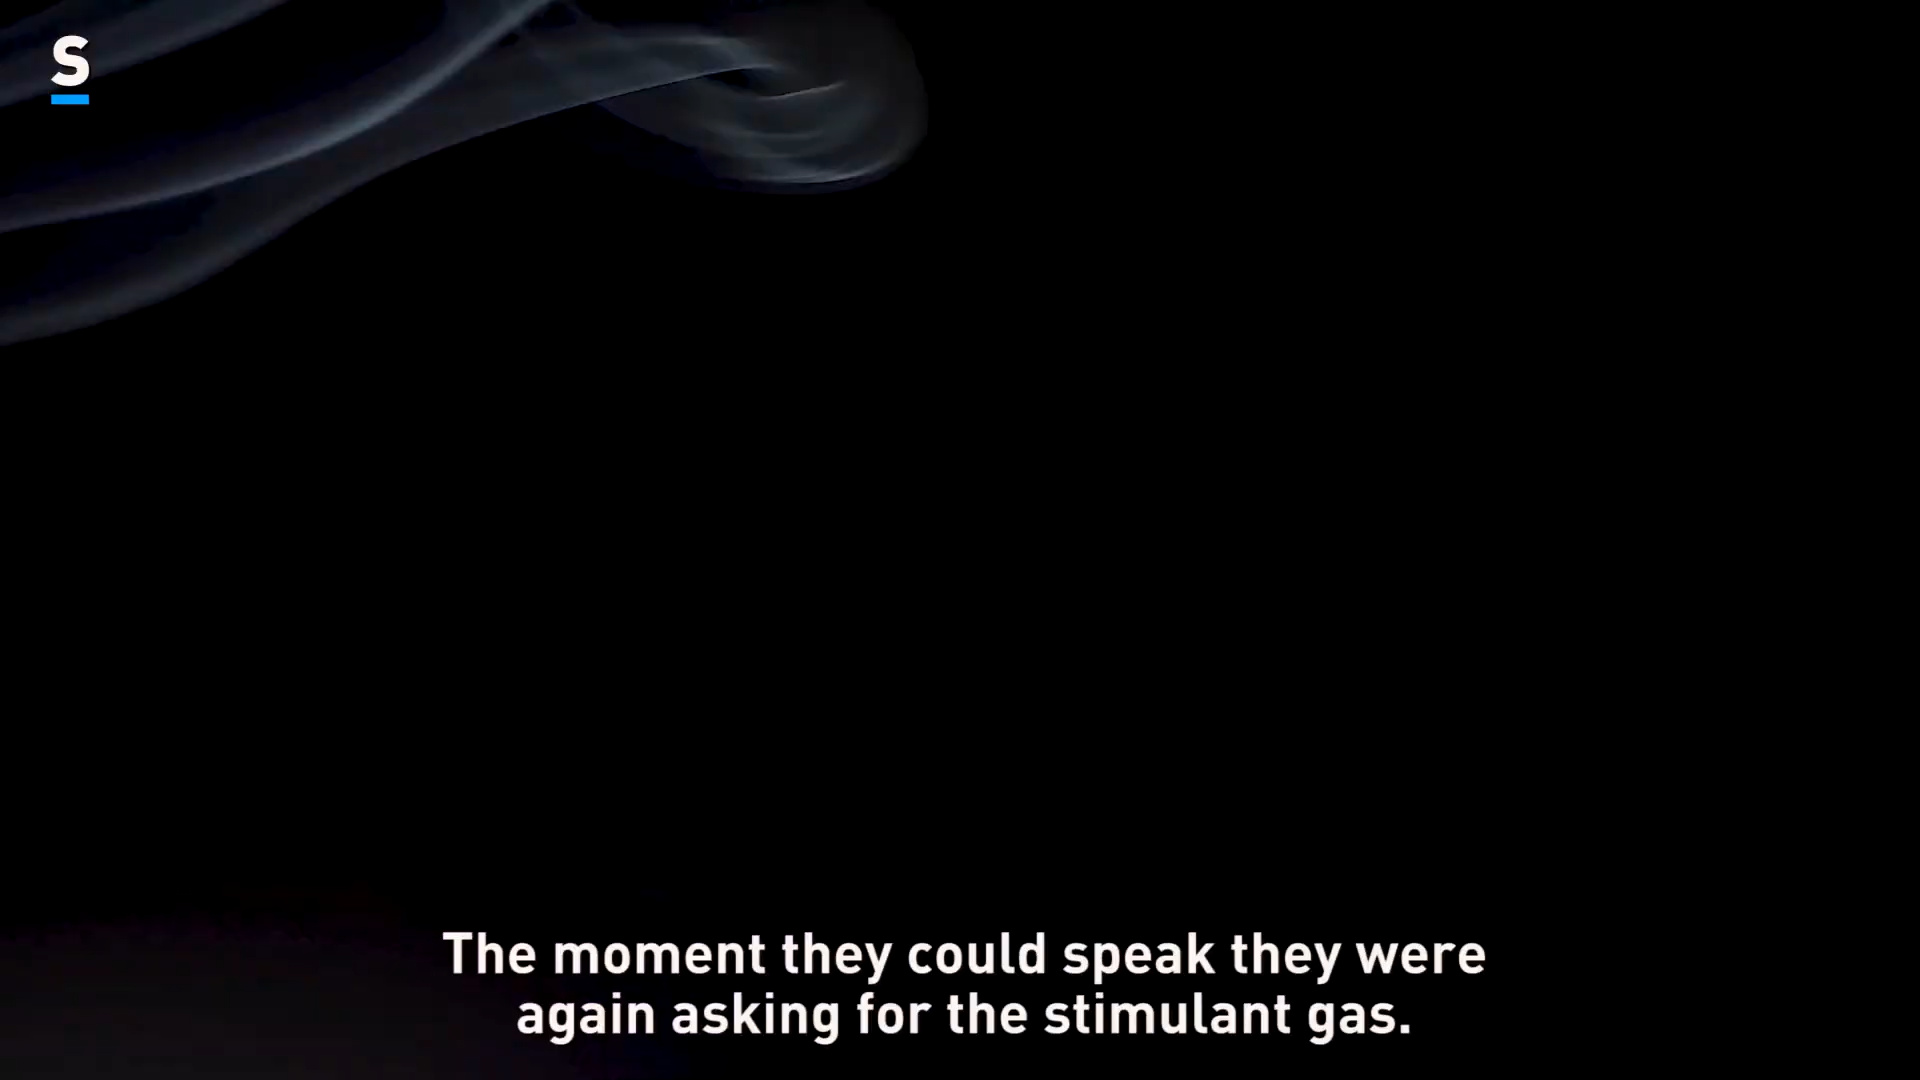 S
The moment they could speak they were
again asking for the stimulant gas.